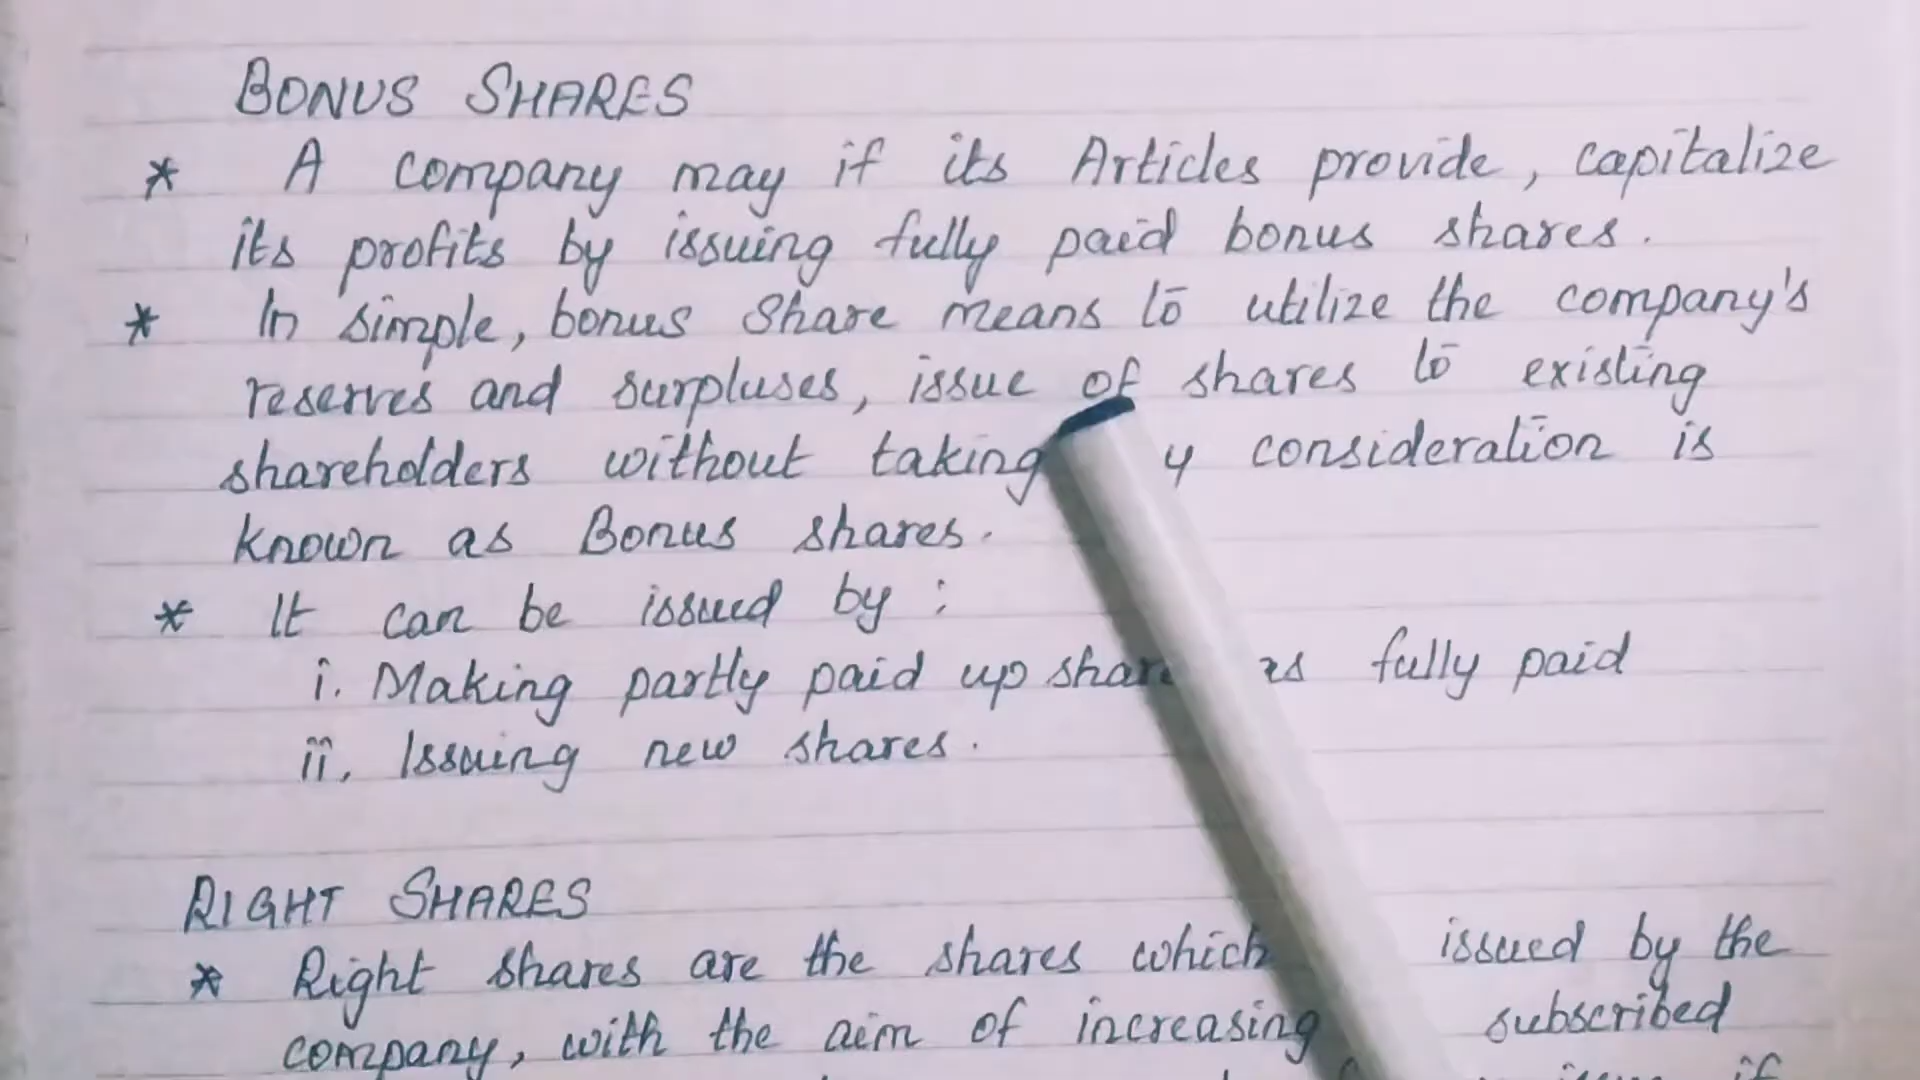 BONUS SHARES
* A company may if its Articles provide, capitalize
its profits by issuing fully paid bonus shares.
* In simple, bonus share means to utilize the company's
reserves and surpluses, issue of shares to existing
shareholders without taking consideration is
known as Bonus shares.
* It can be issued by :
i. Making partly paid up fully paid
ii. Issuing new shares.
RIGHT SHARES
* Right shares are the shares which issued by the
company, with the aim of increasing subscribed